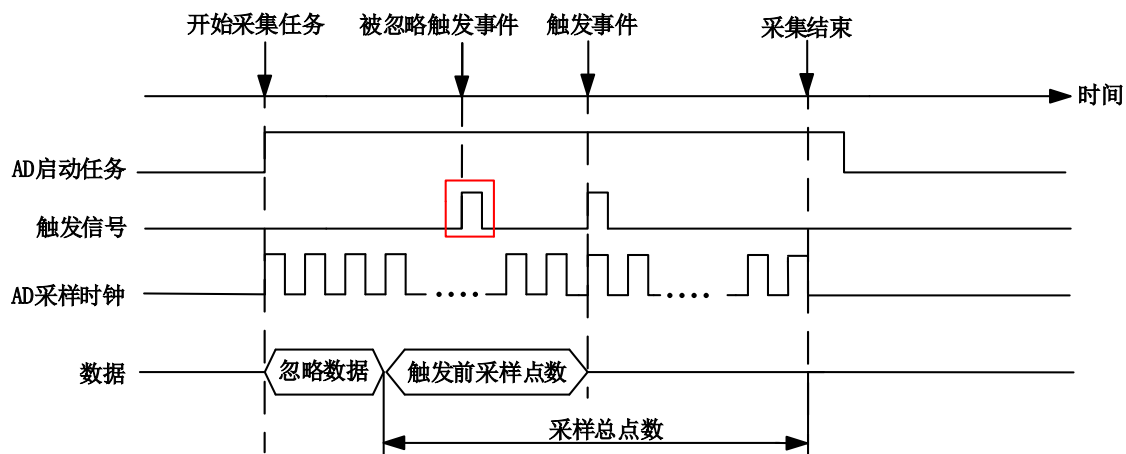 开始采集任务
被忽略触发事件
触发事件
采集结束
时间
AD启动任务
触发信号
AD采样时钟
数据
忽略数据
触发前采样点数
采样总点数